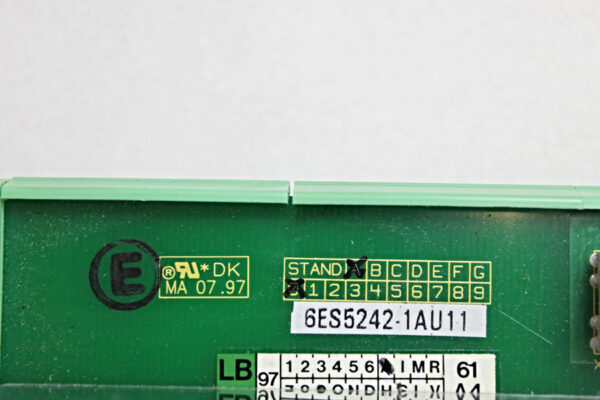 E
® RU * DK
MA 07.97
STAND B C D E F G
1 2 3 4 5 6 7 8 9
6ES5242-1AU11
LB 97 1 2 3 4 5 6 I M R 61